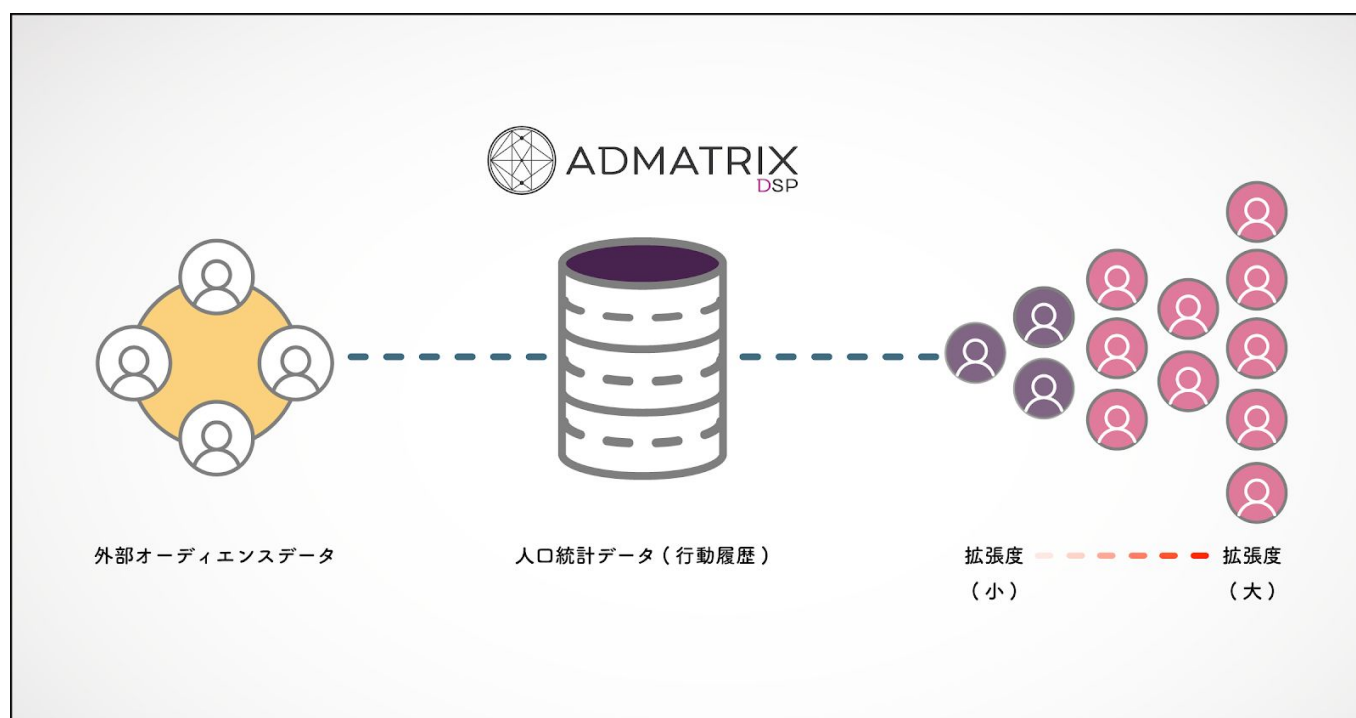 ADMATRIX
DSP
外部オーディエンスデータ
人口統計データ(行動履歴)
拡張度
(小)
拡張度
(大)